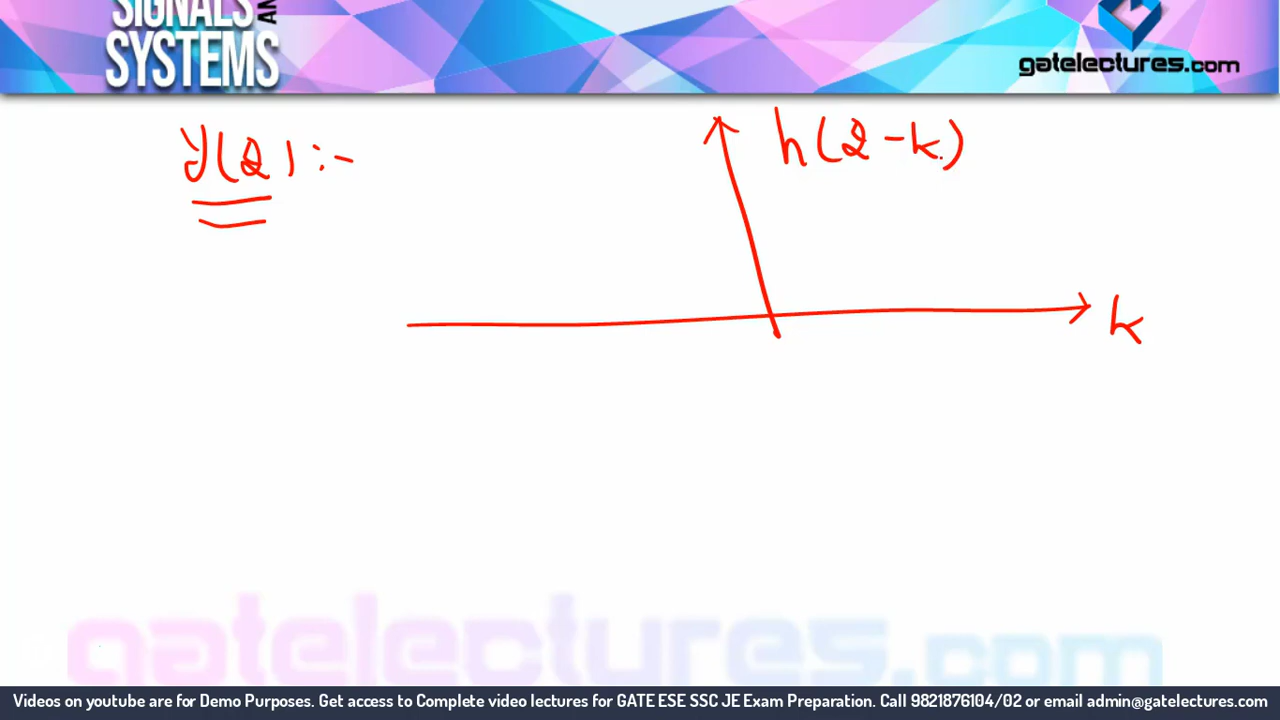 SIGNALS AND
SYSTEMS
gatelectures.com
y(2) :-
h(2-k)
k
gatelectures.com
Videos on youtube are for Demo Purposes. Get access to Complete video lectures for GATE ESE SSC JE Exam Preparation. Call 9821876104/02 or email admin@gatelectures.com